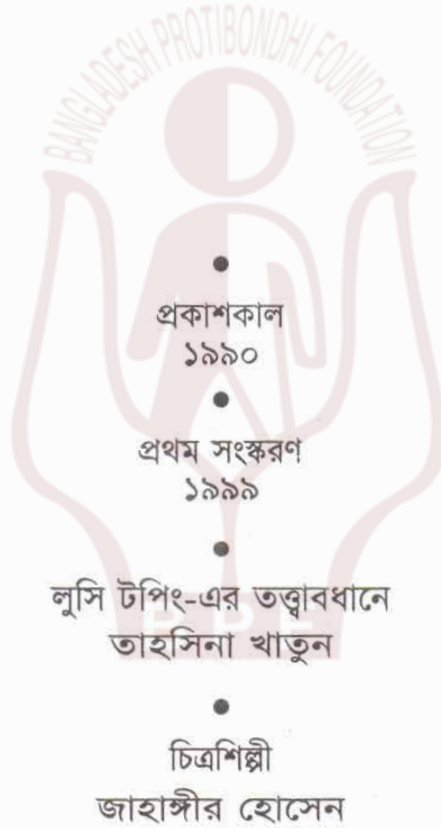 BANGLADESH PROTIBONDHI FOUNDATION
●
প্রকাশকাল
১৯৯০
●
প্রথম সংস্করণ
১৯৯৯
●
লুসি টপিং-এর তত্ত্বাবধানে
তাহসিনা খাতুন
B P F
●
চিত্রশিল্পী
জাহাঙ্গীর হোসেন